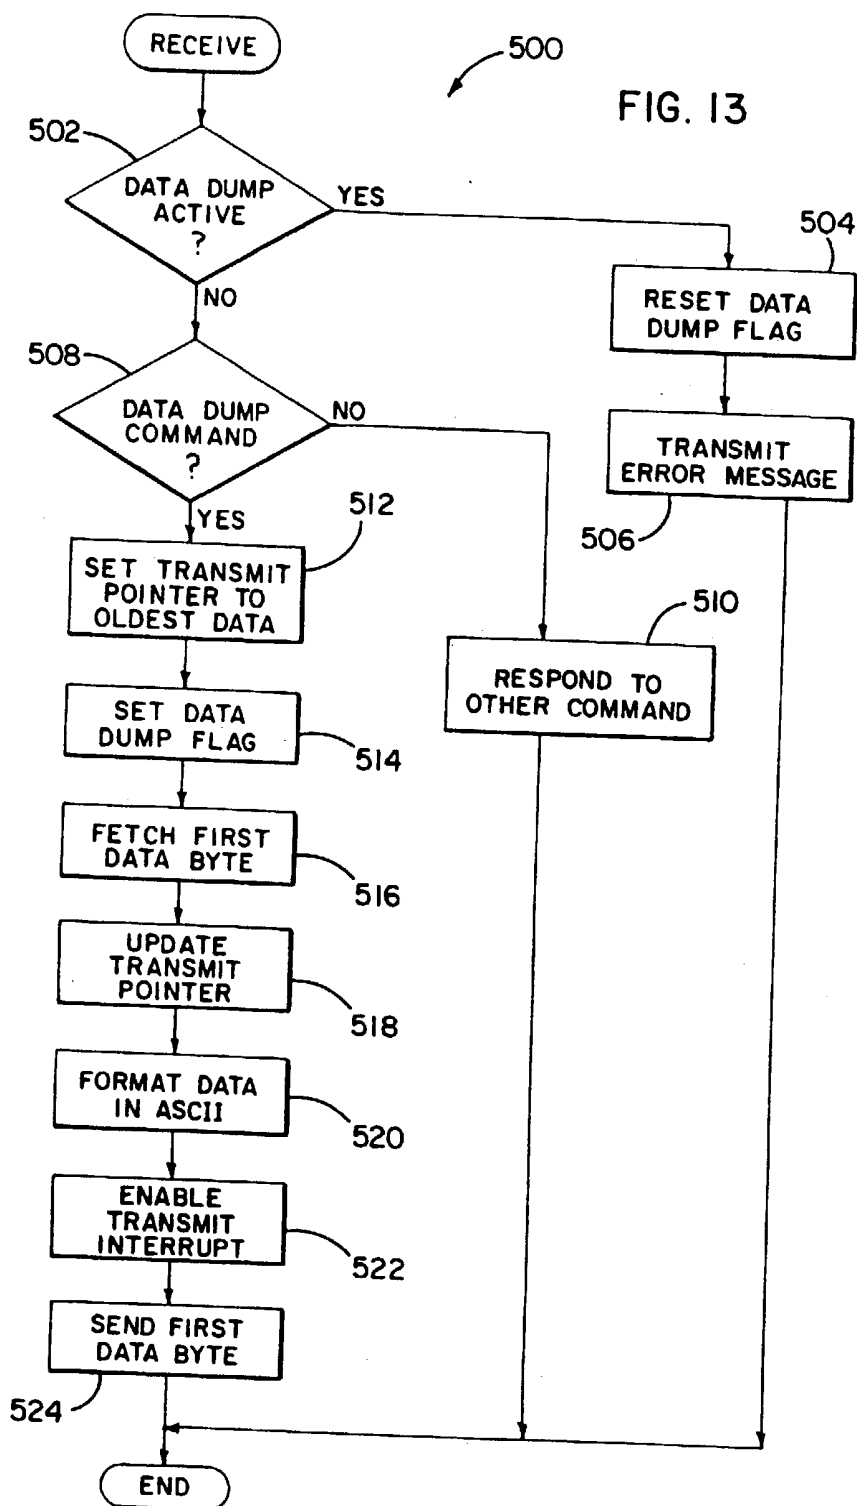 RECEIVE
500
FIG. 13
502
DATA DUMP
ACTIVE
?
YES
NO
504
RESET DATA
DUMP FLAG
508
DATA DUMP
COMMAND
?
NO
YES
TRANSMIT
ERROR MESSAGE
506
512
SET TRANSMIT
POINTER TO
OLDEST DATA
510
RESPOND TO
OTHER COMMAND
SET DATA
DUMP FLAG
514
FETCH FIRST
DATA BYTE
516
UPDATE
TRANSMIT
POINTER
518
FORMAT DATA
IN ASCII
520
ENABLE
TRANSMIT
INTERRUPT
522
SEND FIRST
DATA BYTE
524
END